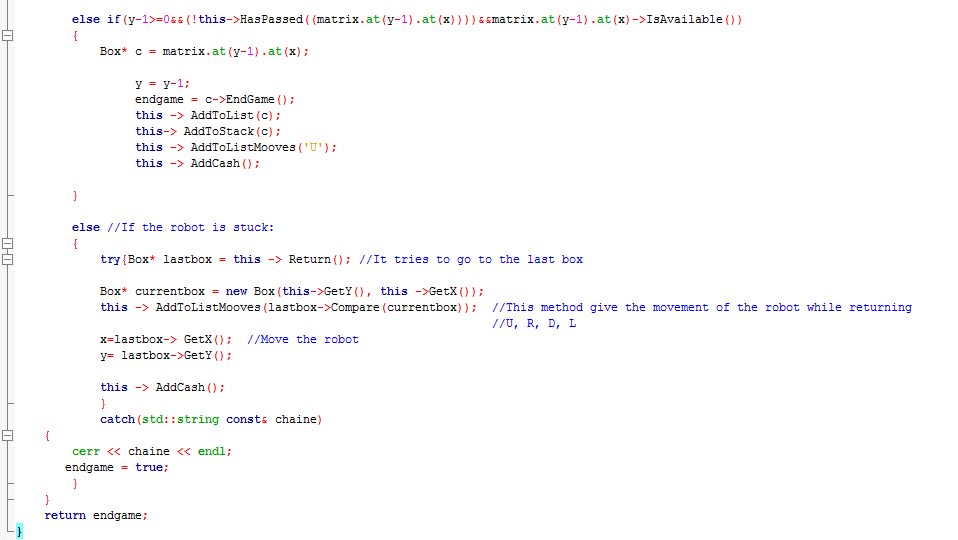 else if(y-1>=0&&(!this->HasPassed((matrix.at(y-1).at(x))))&&matrix.at(y-1).at(x)->IsAvailable())
{
Box* c = matrix.at(y-1).at(x);
y = y-1;
endgame = c->EndGame();
this -> AddToList(c);
this-> AddToStack(c);
this -> AddToListMooves('U');
this -> AddCash();
}
else //If the robot is stuck:
{
try{Box* lastbox = this -> Return(); //It tries to go to the last box
Box* currentbox = new Box(this->GetY(), this ->GetX());
this -> AddToListMooves(lastbox->Compare(currentbox)); //This method give the movement of the robot while returning
//U, R, D, L
x=lastbox-> GetX(); //Move the robot
y= lastbox->GetY();
this -> AddCash();
}
catch(std::string const& chaine)
{
cerr << chaine << endl;
endgame = true;
}
}
return endgame;
}